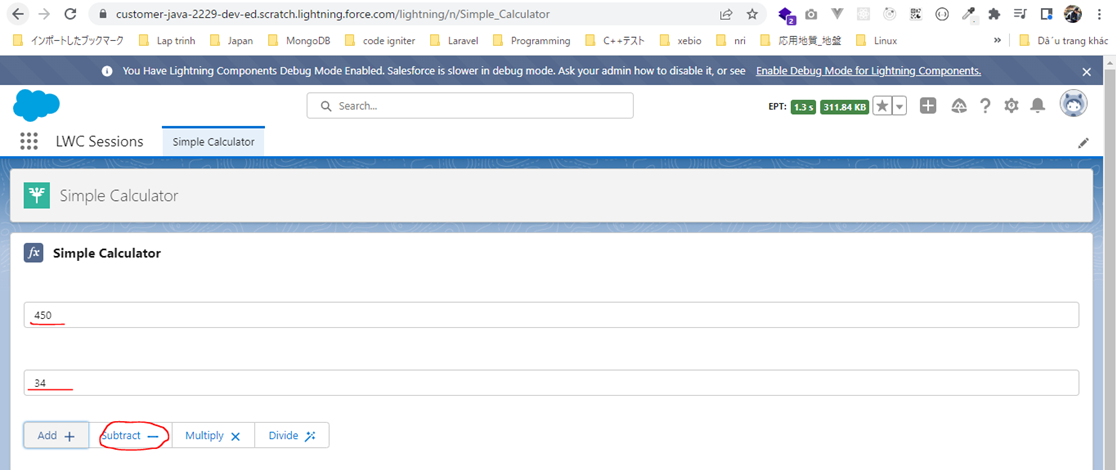 customer-java-2229-dev-ed.scratch.lightning.force.com/lightning/n/Simple_Calculator
2
インポートしたブックマーク Lap trinh Japan MongoDB code igniter Laravel Programming C++テスト xebio nri 応用地質_地盤 Linux » Dấu trang khác
You Have Lightning Components Debug Mode Enabled. Salesforce is slower in debug mode. Ask your admin how to disable it, or see Enable Debug Mode for Lightning Components.
Search...
EPT: 1.3 s 311.84 KB
LWC Sessions Simple Calculator
Simple Calculator
fx Simple Calculator
450
34
Add Subtract Multiply Divide